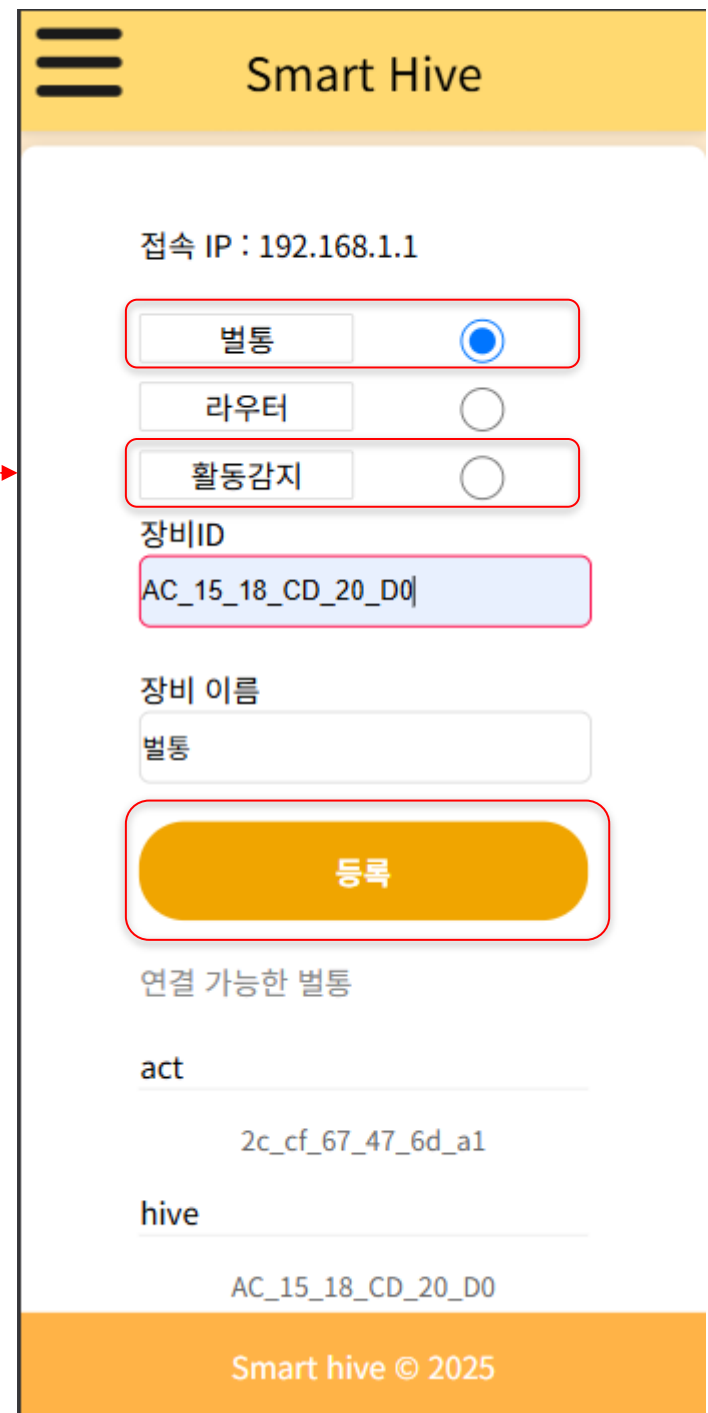 Smart Hive
접속 IP : 192.168.1.1
벌통
라우터
활동감지
장비ID
AC_15_18_CD_20_D0
장비 이름
벌통
등록
연결 가능한 벌통
act
2c_cf_67_47_6d_a1
hive
AC_15_18_CD_20_D0
Smart hive © 2025